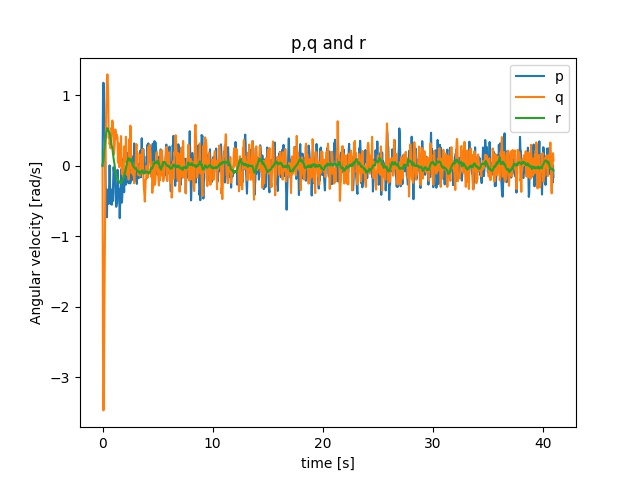 p,q and r
p
q
r
Angular velocity [rad/s]
1
0
−1
−2
−3
0
10
20
30
40
time [s]